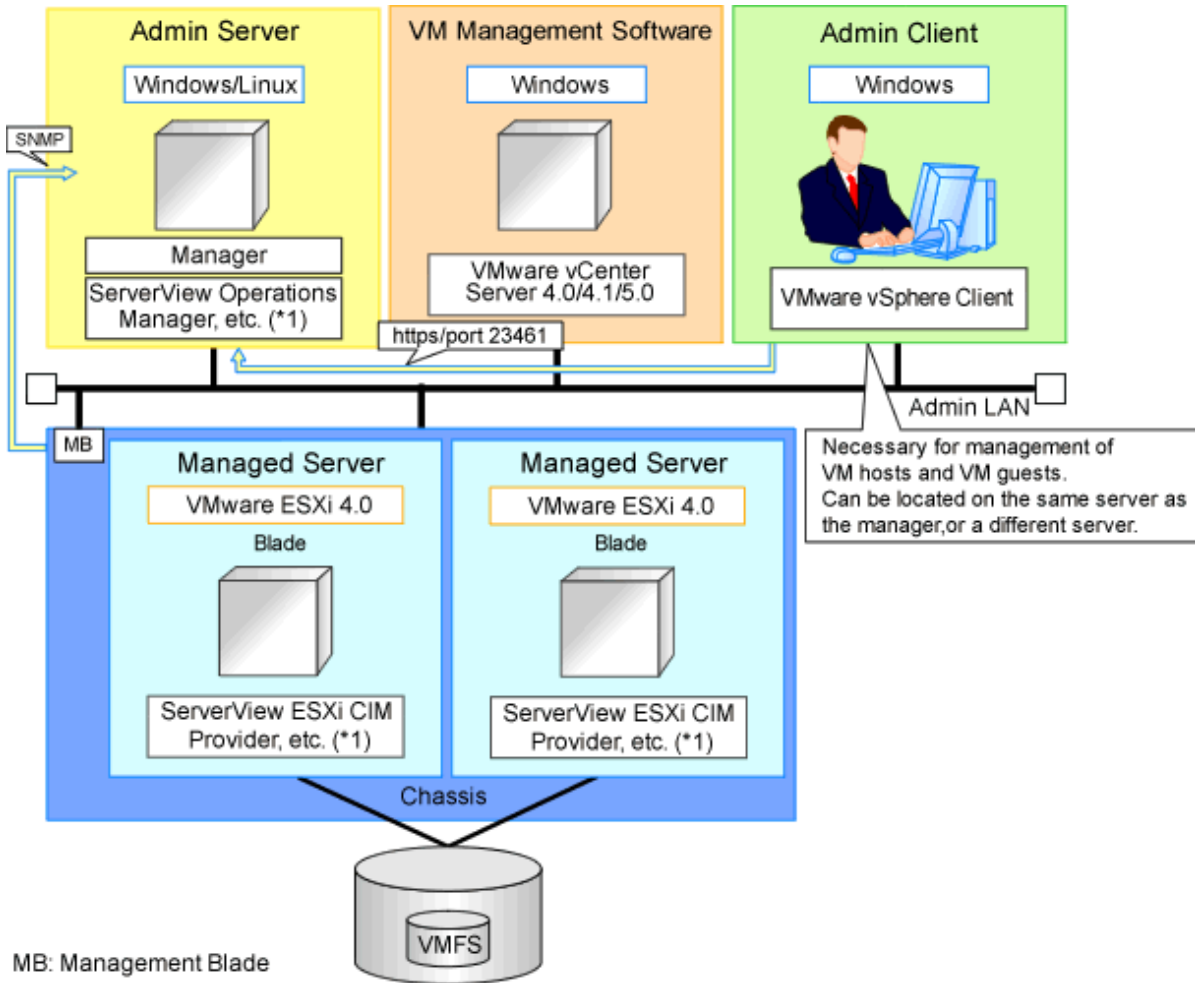 Admin Server
VM Management Software
Admin Client
Windows/Linux
Windows
Windows
SNMP
Manager
ServerView Operations
Manager, etc. (*1)
VMware vCenter
Server 4.0/4.1/5.0
VMware vSphere Client
https/port 23461
Admin LAN
MB
Necessary for management of
VM hosts and VM guests.
Can be located on the same server as
the manager,or a different server.
Managed Server
VMware ESXi 4.0
Blade
ServerView ESXi CIM
Provider, etc. (*1)
Managed Server
VMware ESXi 4.0
Blade
ServerView ESXi CIM
Provider, etc. (*1)
Chassis
VMFS
MB: Management Blade